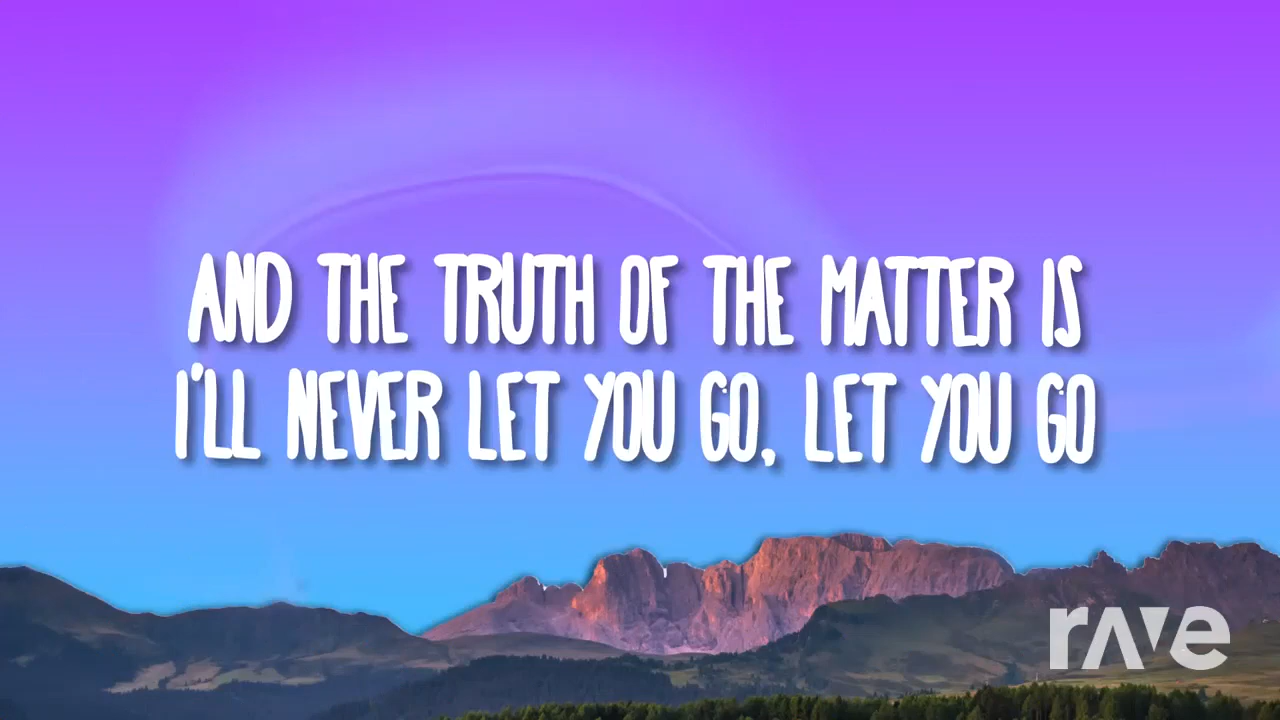 AND THE TRUTH OF THE MATTER IS
I'LL NEVER LET YOU GO, LET YOU GO
rave